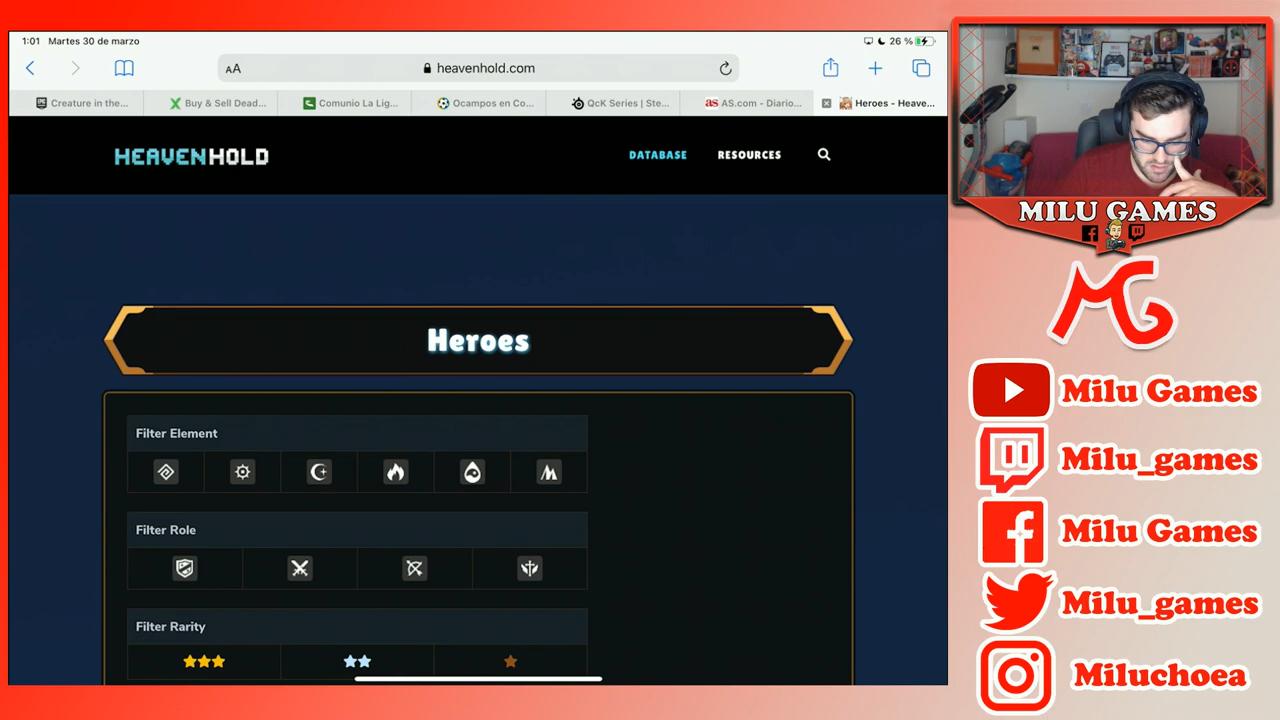 1:01 Martes 30 de marzo
26 %
AA
heavenhold.com
Creature in the...
Buy & Sell Dead...
Comunio La Lig...
Ocampos en Co...
QcK Series | Ste...
as AS.com - Diario...
Heroes - Heave...
HEAVENHOLD
DATABASE
RESOURCES
Heroes
Filter Element
Filter Role
Filter Rarity
MILU GAMES
MG
Milu Games
Milu_games
Milu Games
Milu_games
Miluchoea